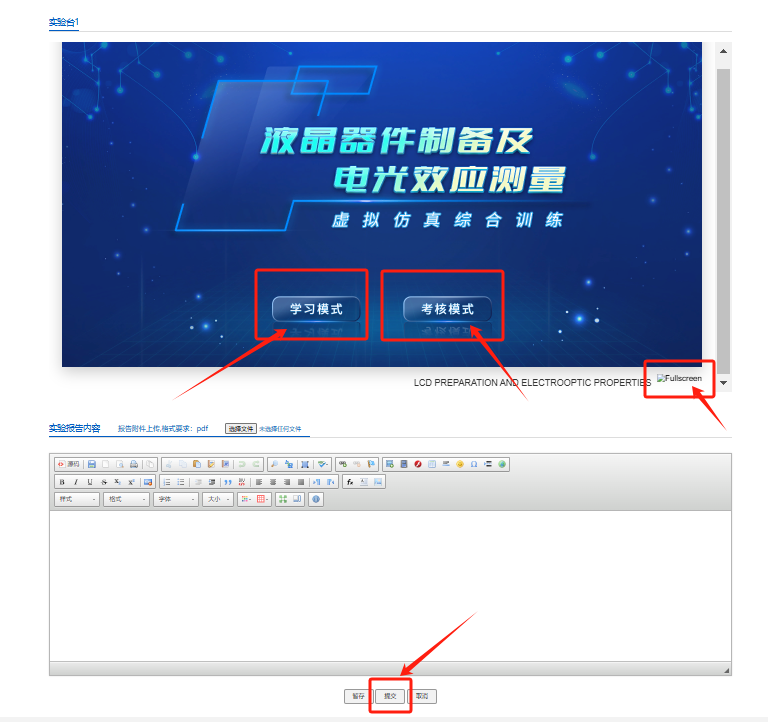 实验台1
液晶器件制备及
电光效应测量
虚拟仿真综合训练
学习模式
考核模式
LCD PREPARATION AND ELECTROOPTIC PROPERTIES
Fullscreen
实验报告内容
报告附件上传,格式要求: pdf
选择文件 未选择任何文件
源码
B I U S X₂ X²
样式 格式 字体 大小
暂存 提交 取消